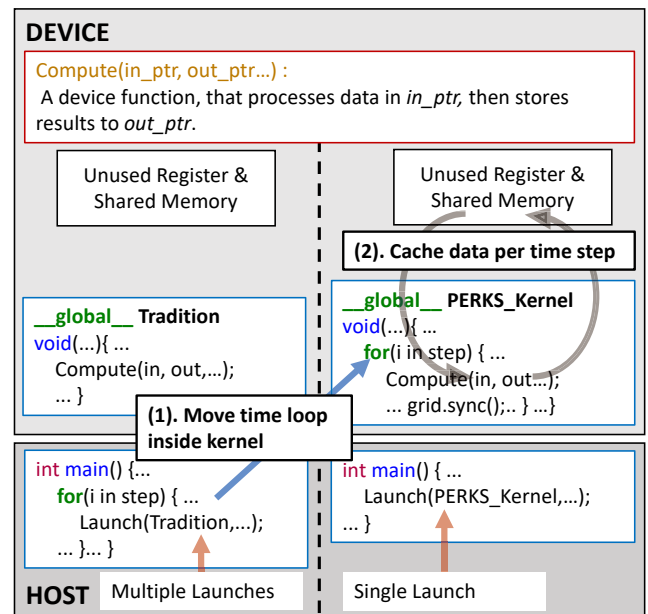 DEVICE
Compute(in_ptr, out_ptr…) :
A device function, that processes data in in_ptr, then stores
results to out_ptr.
Unused Register &
Shared Memory
Unused Register &
Shared Memory
(2). Cache data per time step
__global__ Tradition
void(...){ ...
Compute(in, out,…);
... }
__global__ PERKS_Kernel
void(...){ ...
for(i in step) { ...
Compute(in, out…);
... grid.sync();.. } …}
(1). Move time loop
inside kernel
int main() {...
for(i in step) { ...
Launch(Tradition,...);
... }... }
int main() { ...
Launch(PERKS_Kernel,…);
... }
HOST
Multiple Launches
Single Launch